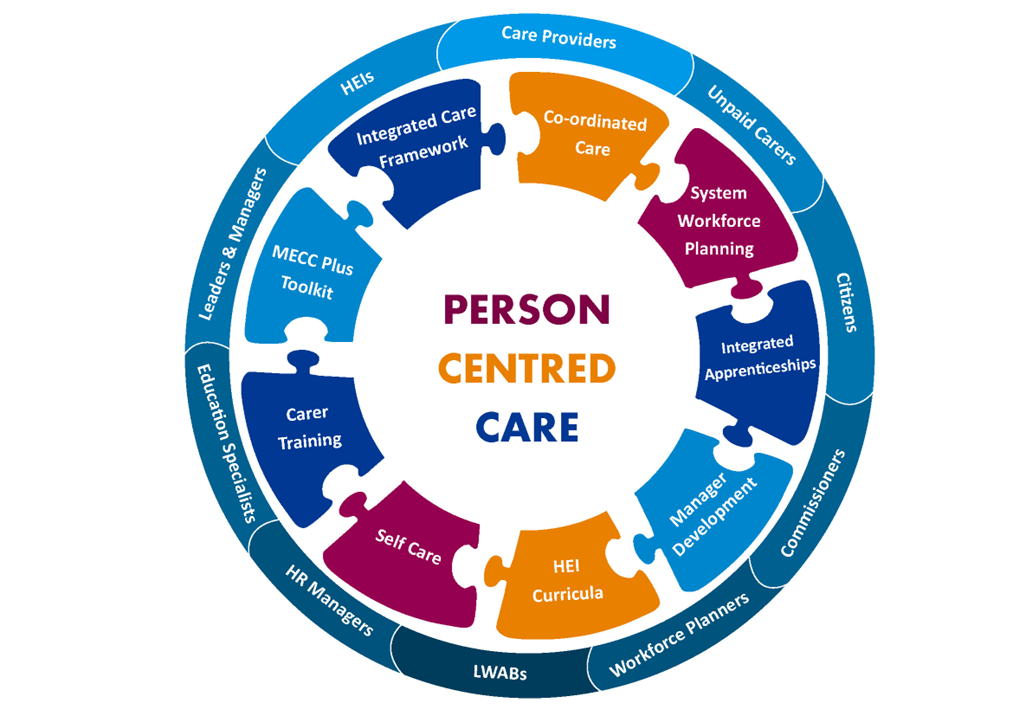 Care Providers
Unpaid Carers
Citizens
Commissioners
Workforce Planners
LWABs
HR Managers
Education Specialists
Leaders & Managers
HEIs
Co-ordinated
Care
System
Workforce
Planning
Integrated
Apprenticeships
Manager
Development
HEI
Curricula
Self Care
Carer
Training
MECC Plus
Toolkit
Integrated Care
Framework
PERSON
CENTRED
CARE